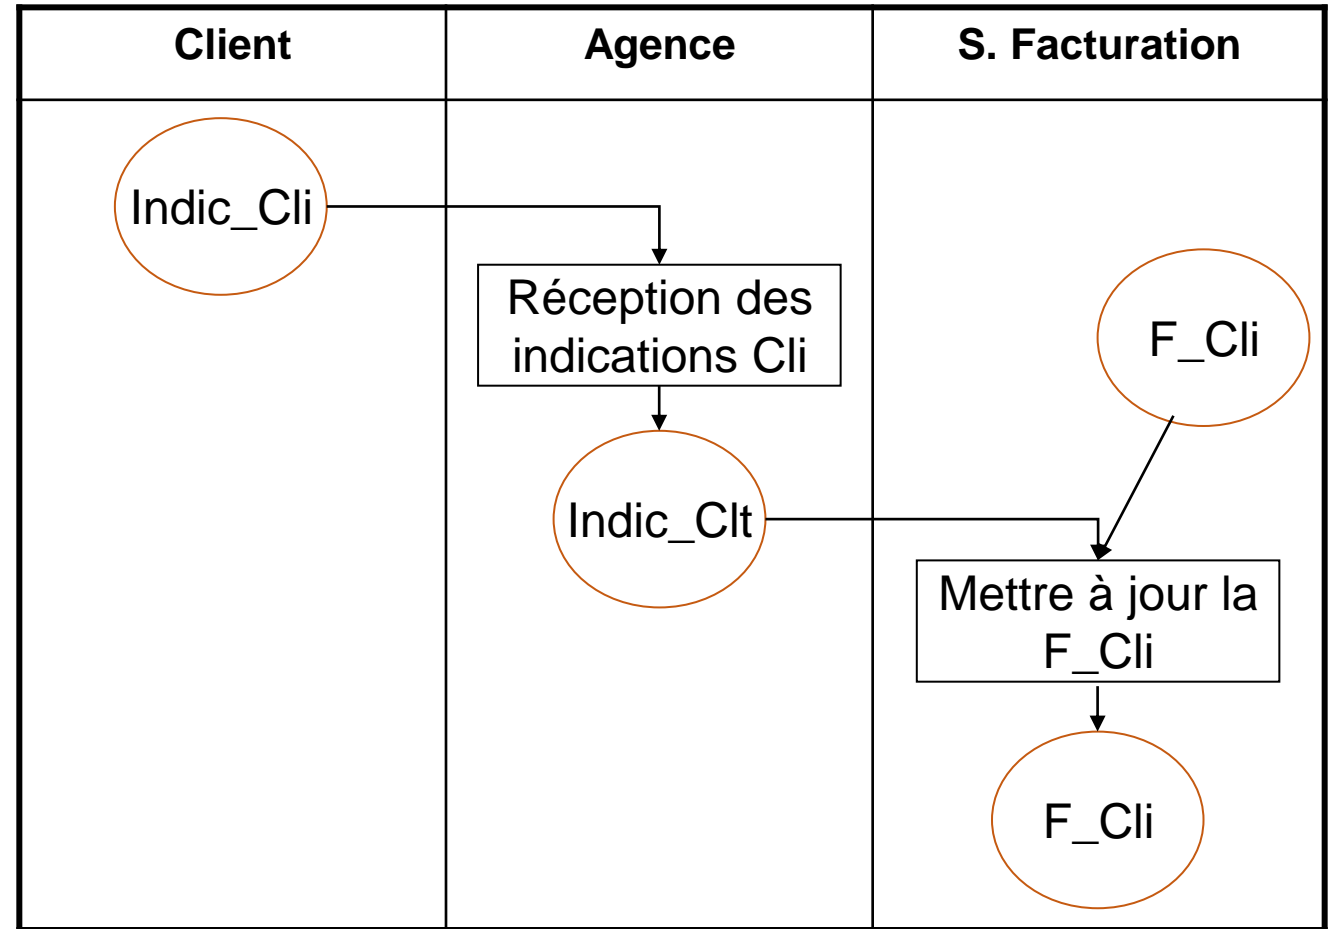 Client
Agence
S. Facturation
Indic_Cli
Réception des
indications Cli
F_Cli
Indic_Clt
Mettre à jour la
F_Cli
F_Cli